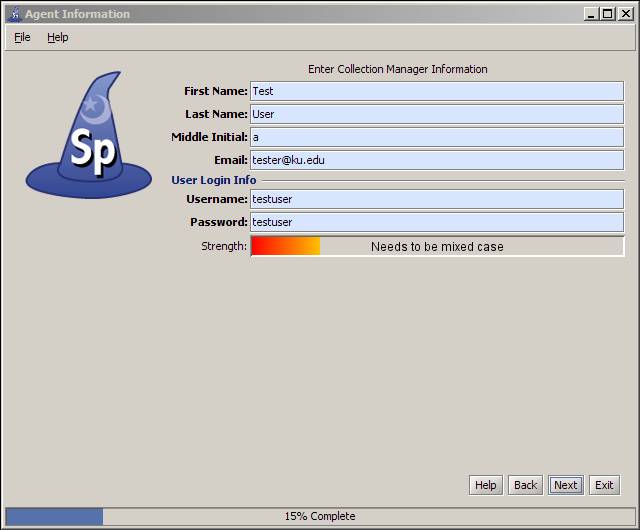 Agent Information
File Help
Sp
Enter Collection Manager Information
First Name: Test
Last Name: User
Middle Initial: a
Email: tester@ku.edu
User Login Info
Username: testuser
Password: testuser
Strength: Needs to be mixed case
Help Back Next Exit
15% Complete